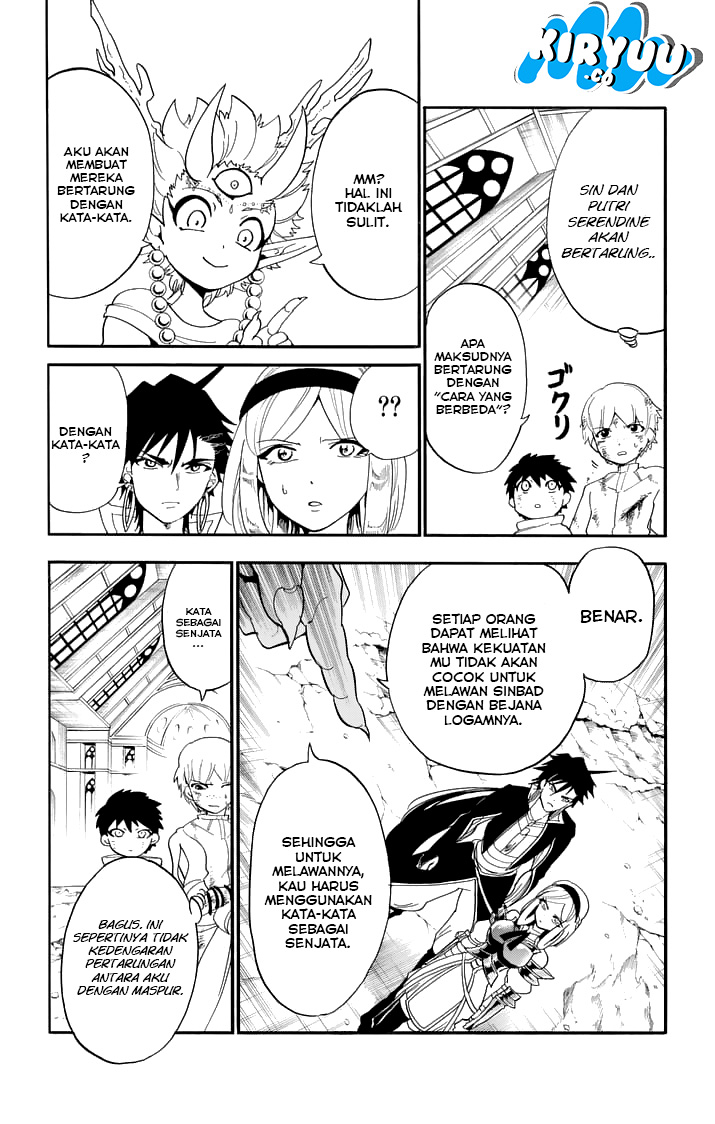 KIRYUU
.CO
SIN DAN
PUTRI
SERENDINE
AKAN
BERTARUNG..
APA
MAKSUDNYA
BERTARUNG
DENGAN
"CARA YANG
BERBEDA"?
ゴクリ
MM?
HAL INI
TIDAKLAH
SULIT.
AKU AKAN
MEMBUAT
MEREKA
BERTARUNG
DENGAN
KATA-KATA.
??
DENGAN
KATA-KATA
?
BENAR.
SETIAP ORANG
DAPAT MELIHAT
BAHWA KEKUATAN
MU TIDAK AKAN
COCOK UNTUK
MELAWAN SINBAD
DENGAN BEJANA
LOGAMNYA.
SEHINGGA
UNTUK
MELAWANNYA,
KAU HARUS
MENGGUNAKAN
KATA-KATA
SEBAGAI
SENJATA.
KATA
SEBAGAI
SENJATA
...
BAGUS. INI
SEPERTINYA TIDAK
KEDENGARAN
PERTARUNGAN
ANTARA AKU
DENGAN MASPUR.